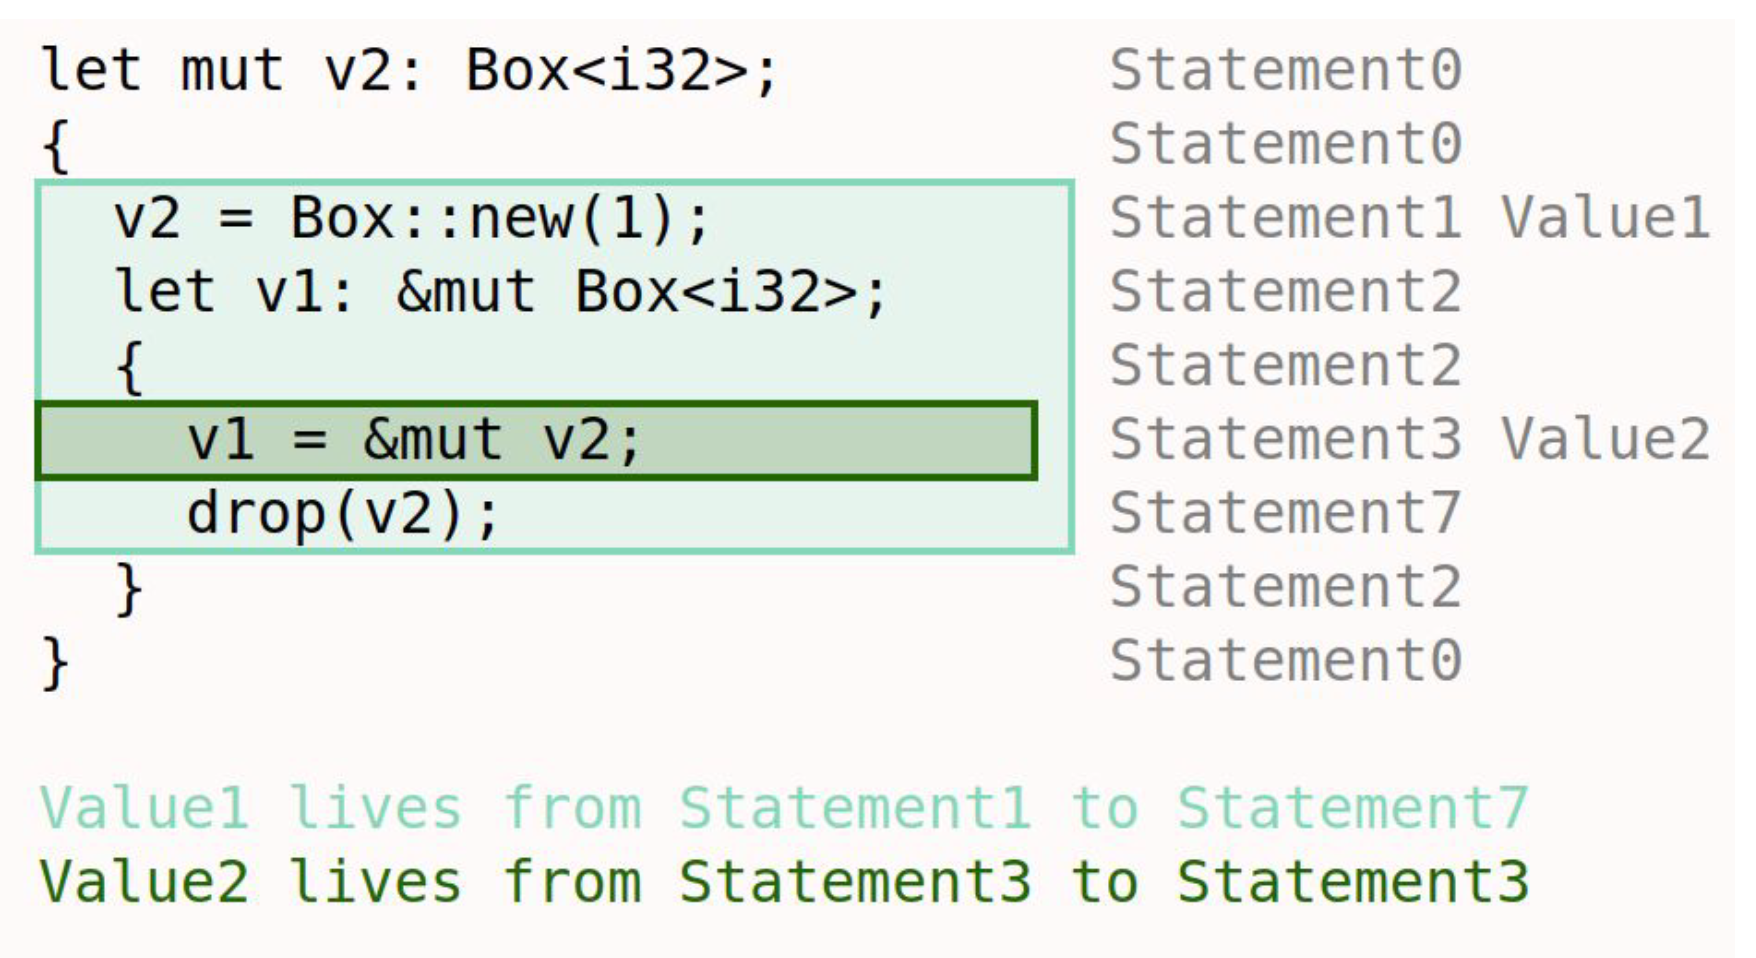 let mut v2: Box<i32>; Statement0
{ Statement0
v2 = Box::new(1); Statement1 Value1
let v1: &mut Box<i32>; Statement2
{ Statement2
v1 = &mut v2; Statement3 Value2
drop(v2); Statement7
} Statement2
} Statement0
Value1 lives from Statement1 to Statement7
Value2 lives from Statement3 to Statement3